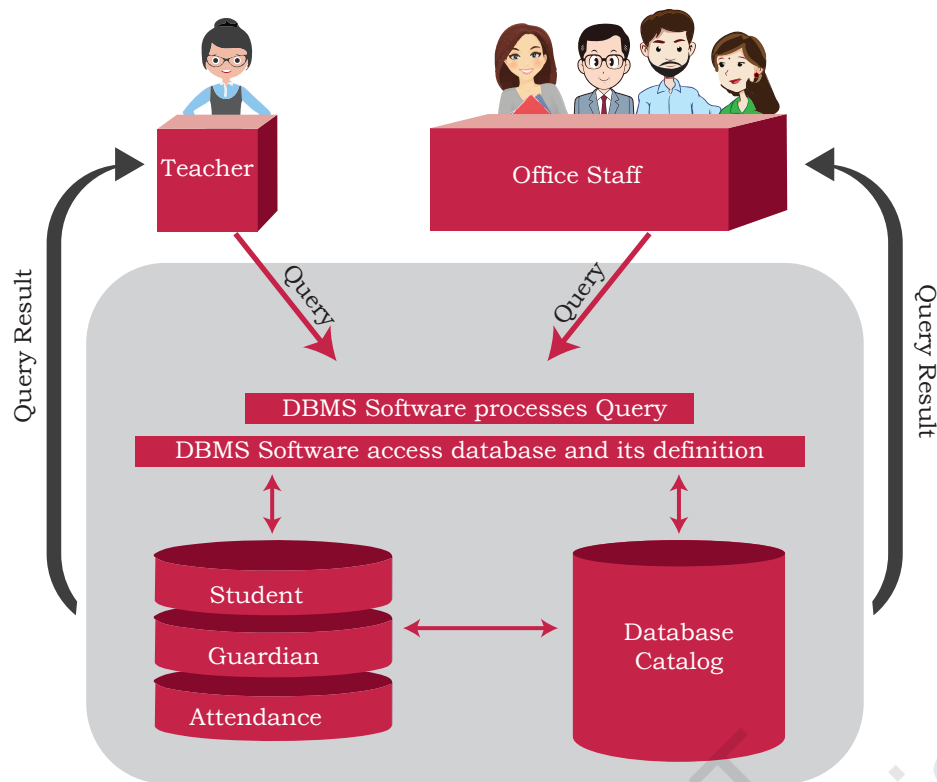 Teacher
Office Staff
Query
Query
Query Result
Query Result
DBMS Software processes Query
DBMS Software access database and its definition
Student
Guardian
Attendance
Database
Catalog